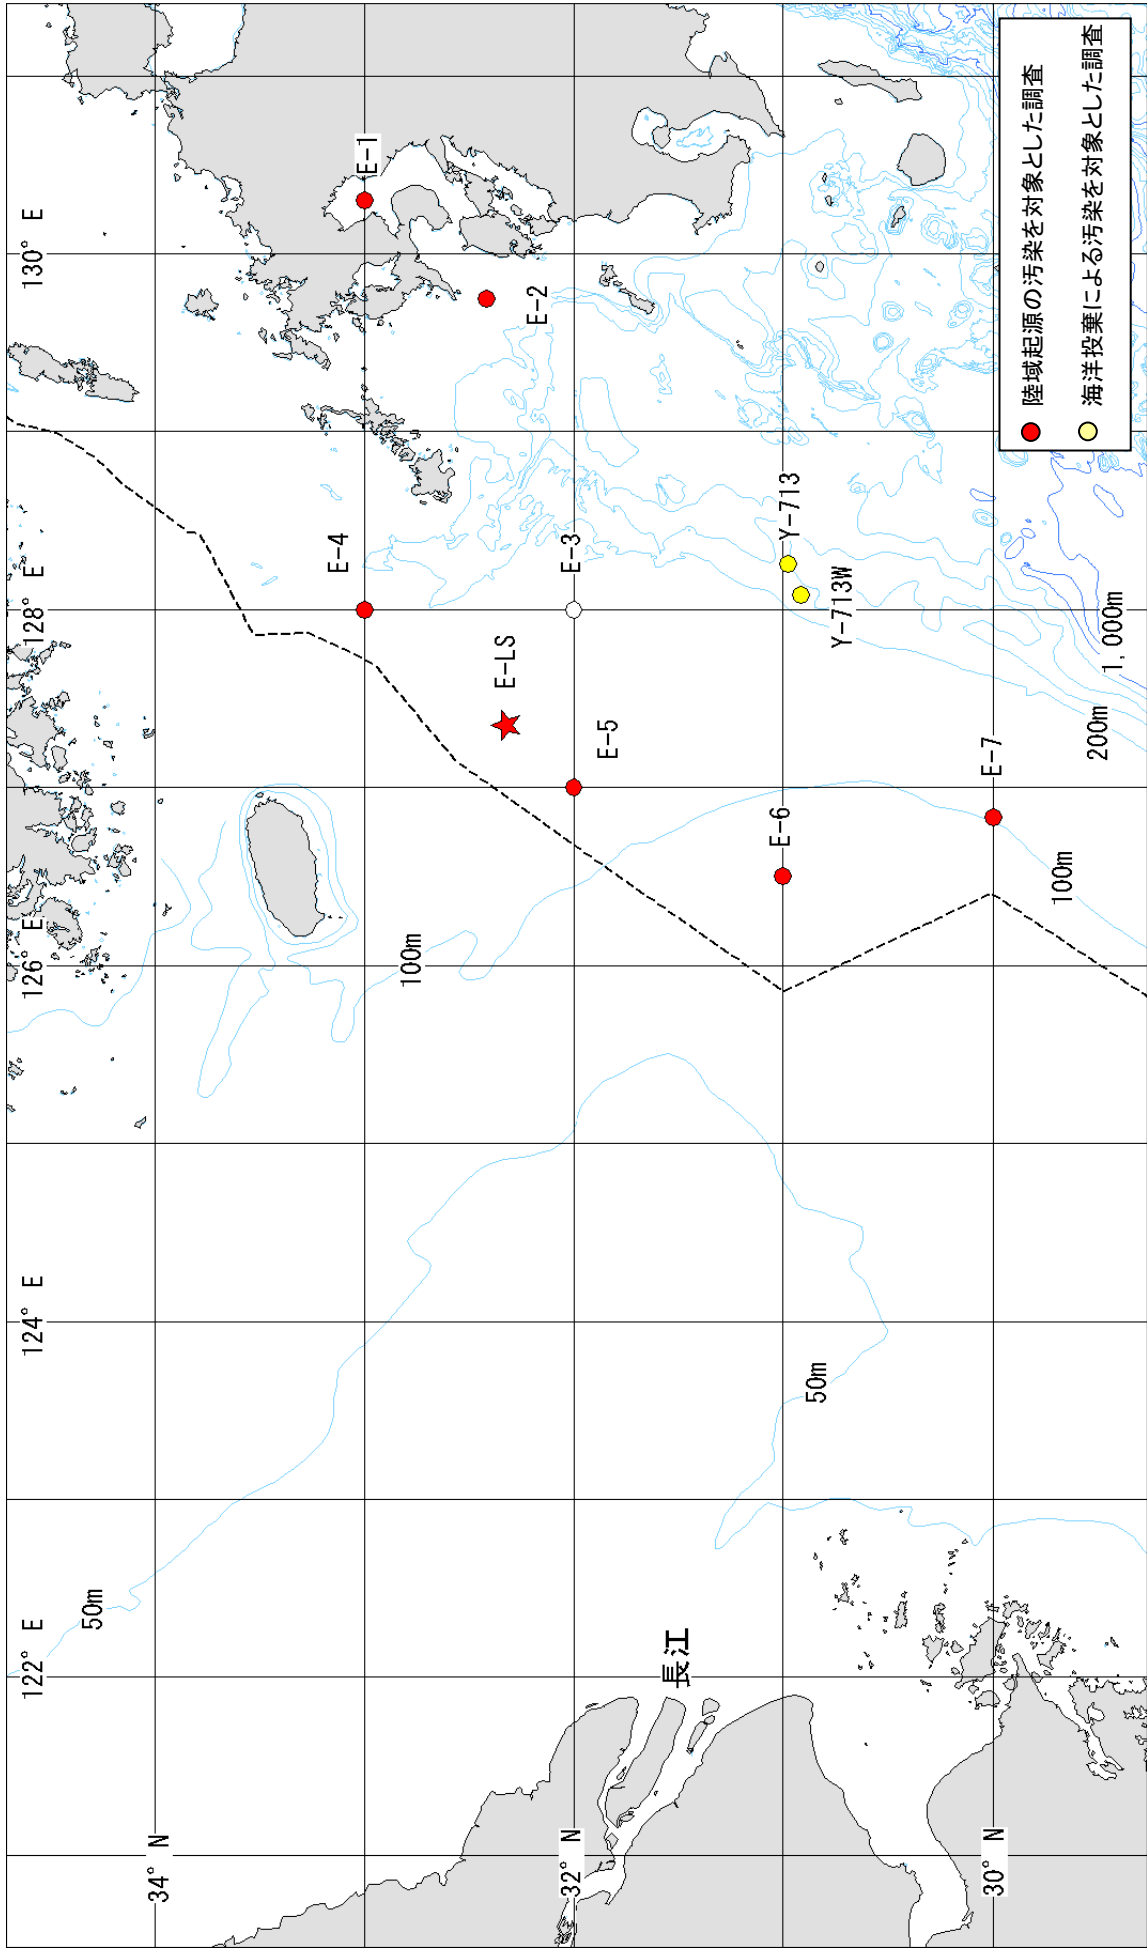 122° E
124° E
126° E
128° E
130° E
34° N
32° N
30° N
50m
50m
100m
100m
200m
1,000m
長江
E-1
E-2
E-3
E-4
E-LS
E-5
E-6
E-7
Y-713
Y-713W
陸域起源の汚染を対象とした調査
海洋投棄による汚染を対象とした調査